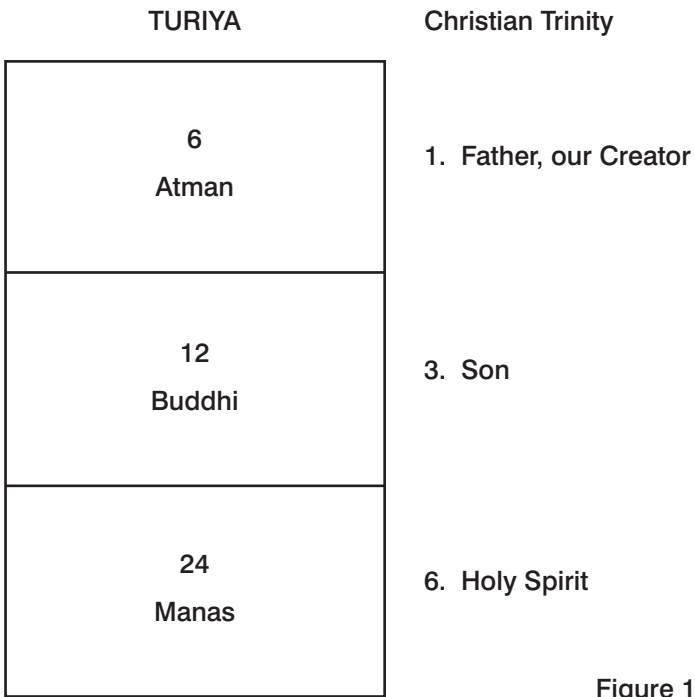 TURIYA
Christian Trinity
6
Atman
1. Father, our Creator
12
Buddhi
3. Son
24
Manas
6. Holy Spirit
Figure 1